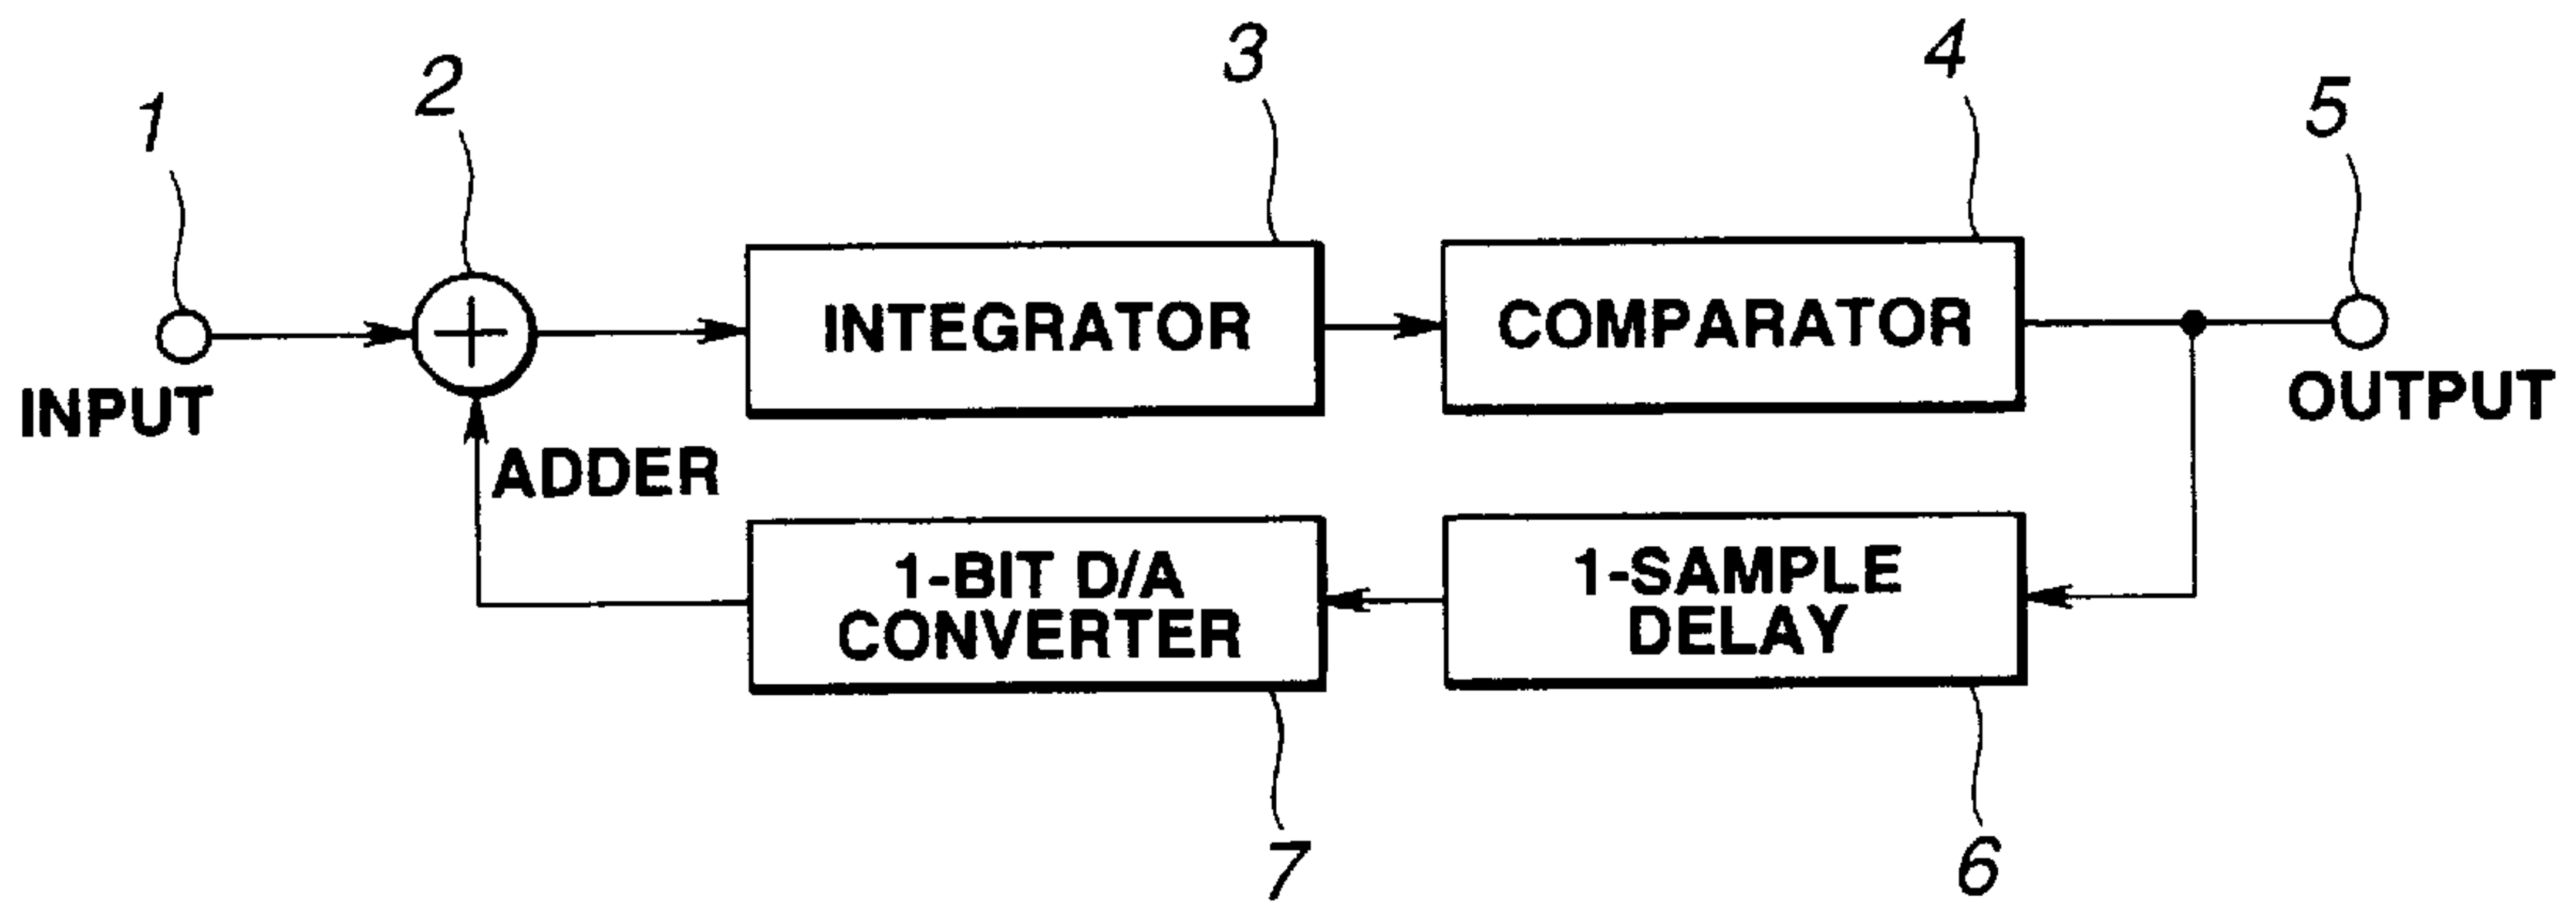 1
2
3
4
5
INPUT
ADDER
INTEGRATOR
COMPARATOR
OUTPUT
1-BIT D/A
CONVERTER
1-SAMPLE
DELAY
7
6